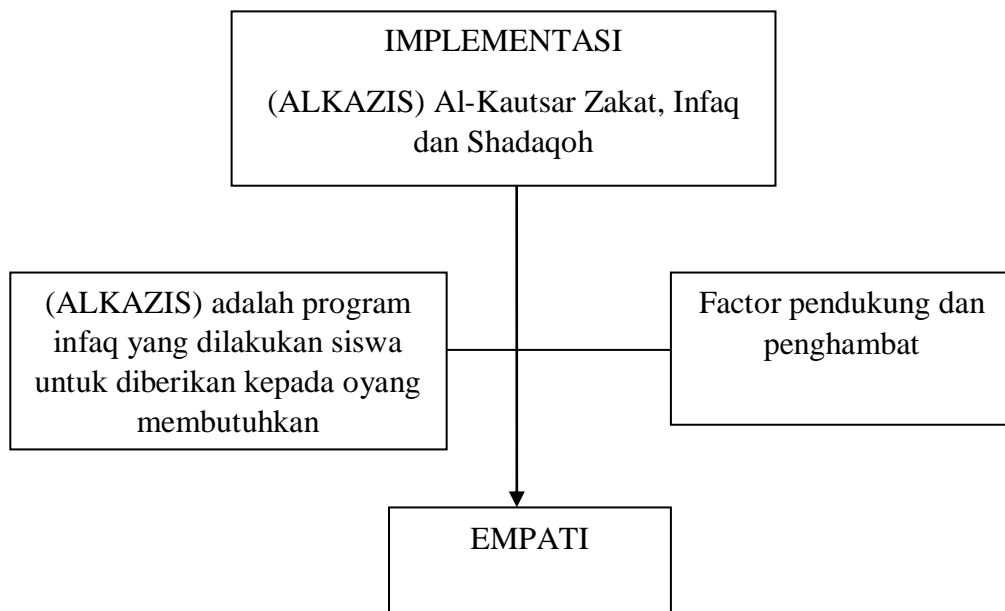 IMPLEMENTASI
(ALKAZIS) Al-Kautsar Zakat, Infaq
dan Shadaqoh
(ALKAZIS) adalah program
infaq yang dilakukan siswa
untuk diberikan kepada oyang
membutuhkan
Factor pendukung dan
penghambat
EMPATI